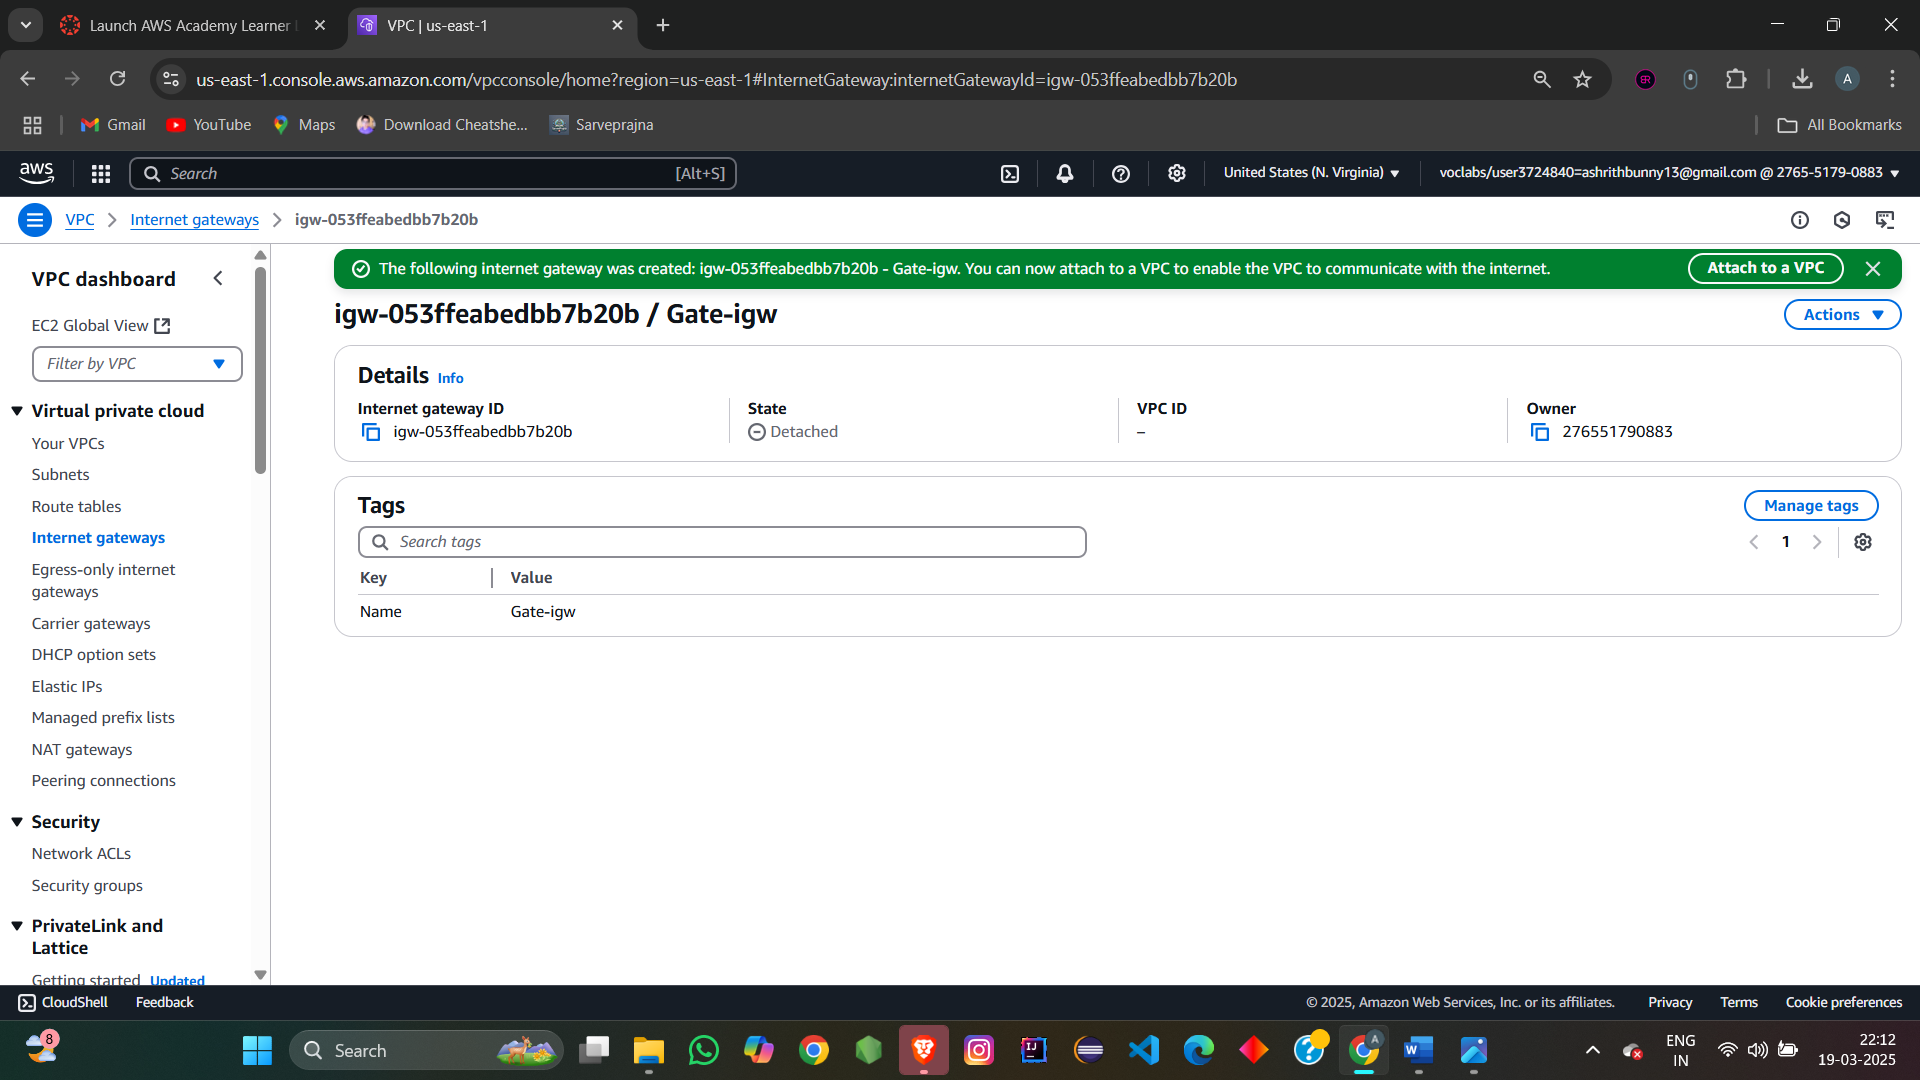 Launch AWS Academy Learner
VPC | us-east-1
us-east-1.console.aws.amazon.com/vpcconsole/home?region=us-east-1#InternetGateway:internetGatewayId=igw-053ffeabedbb7b20b
BR
A
Gmail
YouTube
Maps
Download Cheatshe...
Sarveprajna
All Bookmarks
aws
Search
[Alt+S]
United States (N. Virginia)
voclabs/user3724840=ashrithbunny13@gmail.com @ 2765-5179-0883
VPC
Internet gateways
igw-053ffeabedbb7b20b
VPC dashboard
EC2 Global View
Filter by VPC
Virtual private cloud
Your VPCs
Subnets
Route tables
Internet gateways
Egress-only internet
gateways
Carrier gateways
DHCP option sets
Elastic IPs
Managed prefix lists
NAT gateways
Peering connections
Security
Network ACLs
Security groups
PrivateLink and
Lattice
Getting started Updated
The following internet gateway was created: igw-053ffeabedbb7b20b - Gate-igw. You can now attach to a VPC to enable the VPC to communicate with the internet.
Attach to a VPC
igw-053ffeabedbb7b20b / Gate-igw
Actions
Details Info
Internet gateway ID
igw-053ffeabedbb7b20b
State
Detached
VPC ID
–
Owner
276551790883
Tags
Manage tags
Search tags
1
Key
Value
Name
Gate-igw
CloudShell
Feedback
© 2025, Amazon Web Services, Inc. or its affiliates.
Privacy
Terms
Cookie preferences
8
Search
IJ
A
W
ENG
IN
22:12
19-03-2025